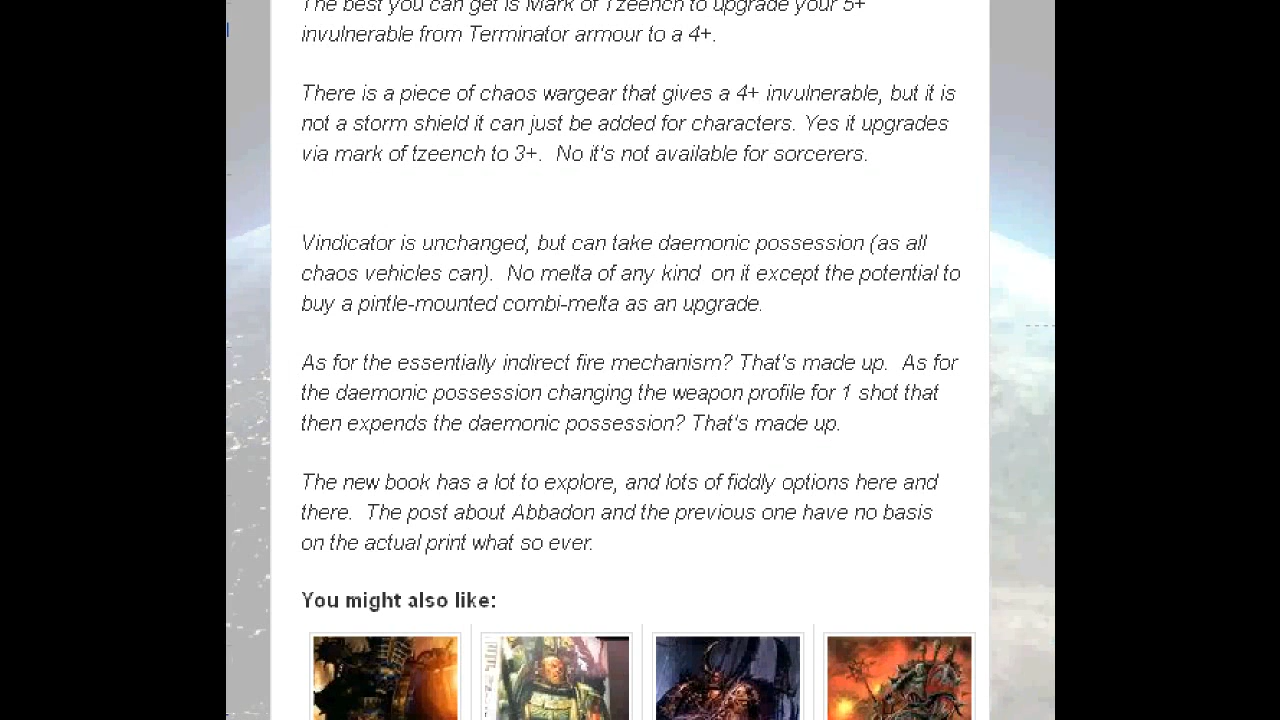 The best you can get is Mark of Tzeench to upgrade your 5+
invulnerable from Terminator armour to a 4+.
There is a piece of chaos wargear that gives a 4+ invulnerable, but it is
not a storm shield it can just be added for characters. Yes it upgrades
via mark of tzeench to 3+.  No it's not available for sorcerers.
Vindicator is unchanged, but can take daemonic possession (as all
chaos vehicles can).  No melta of any kind  on it except the potential to
buy a pintle-mounted combi-melta as an upgrade.
As for the essentially indirect fire mechanism? That's made up.  As for
the daemonic possession changing the weapon profile for 1 shot that
then expends the daemonic possession? That's made up.
The new book has a lot to explore, and lots of fiddly options here and
there.  The post about Abbadon and the previous one have no basis
on the actual print what so ever.
You might also like: